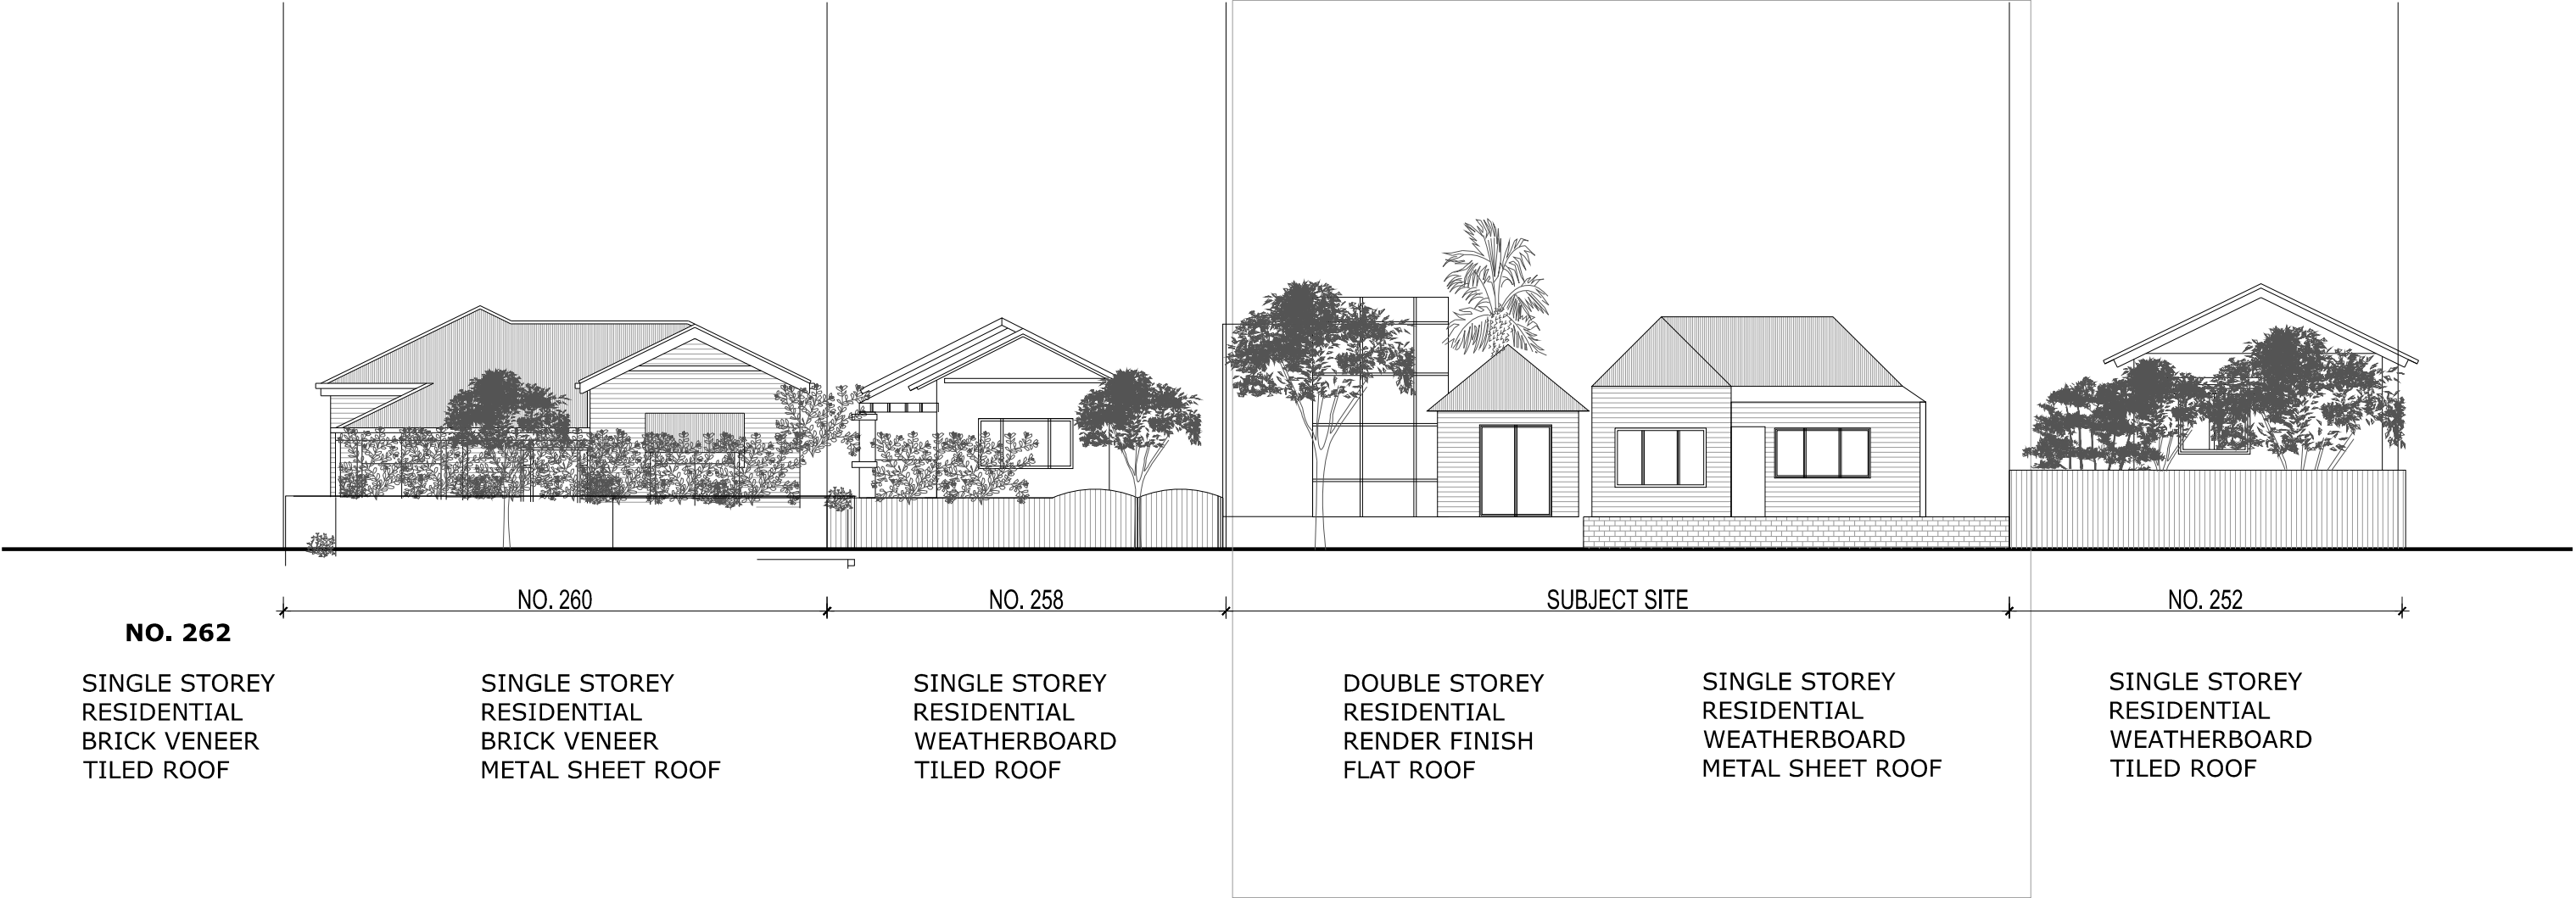 NO. 260
NO. 258
SUBJECT SITE
NO. 252
NO. 262
SINGLE STOREY
RESIDENTIAL
BRICK VENEER
TILED ROOF
SINGLE STOREY
RESIDENTIAL
BRICK VENEER
METAL SHEET ROOF
SINGLE STOREY
RESIDENTIAL
WEATHERBOARD
TILED ROOF
DOUBLE STOREY
RESIDENTIAL
RENDER FINISH
FLAT ROOF
SINGLE STOREY
RESIDENTIAL
WEATHERBOARD
METAL SHEET ROOF
SINGLE STOREY
RESIDENTIAL
WEATHERBOARD
TILED ROOF